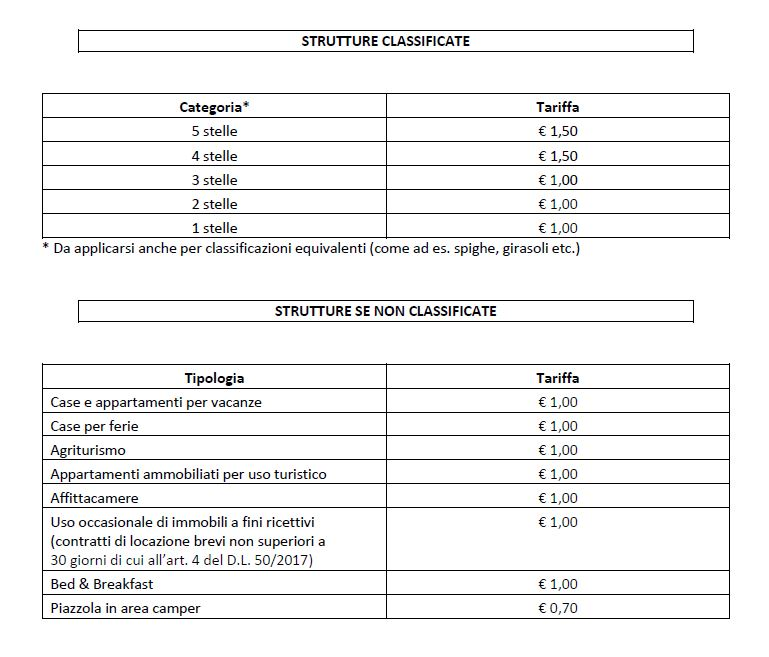 STRUTTURE CLASSIFICATE
Categoria* Tariffa
5 stelle € 1,50
4 stelle € 1,50
3 stelle € 1,00
2 stelle € 1,00
1 stelle € 1,00
* Da applicarsi anche per classificazioni equivalenti (come ad es. spighe, girasoli etc.)
STRUTTURE SE NON CLASSIFICATE
Tipologia Tariffa
Case e appartamenti per vacanze € 1,00
Case per ferie € 1,00
Agriturismo € 1,00
Appartamenti ammobiliati per uso turistico € 1,00
Affittacamere € 1,00
Uso occasionale di immobili a fini ricettivi € 1,00
(contratti di locazione brevi non superiori a
30 giorni di cui all’art. 4 del D.L. 50/2017)
Bed & Breakfast € 1,00
Piazzola in area camper € 0,70